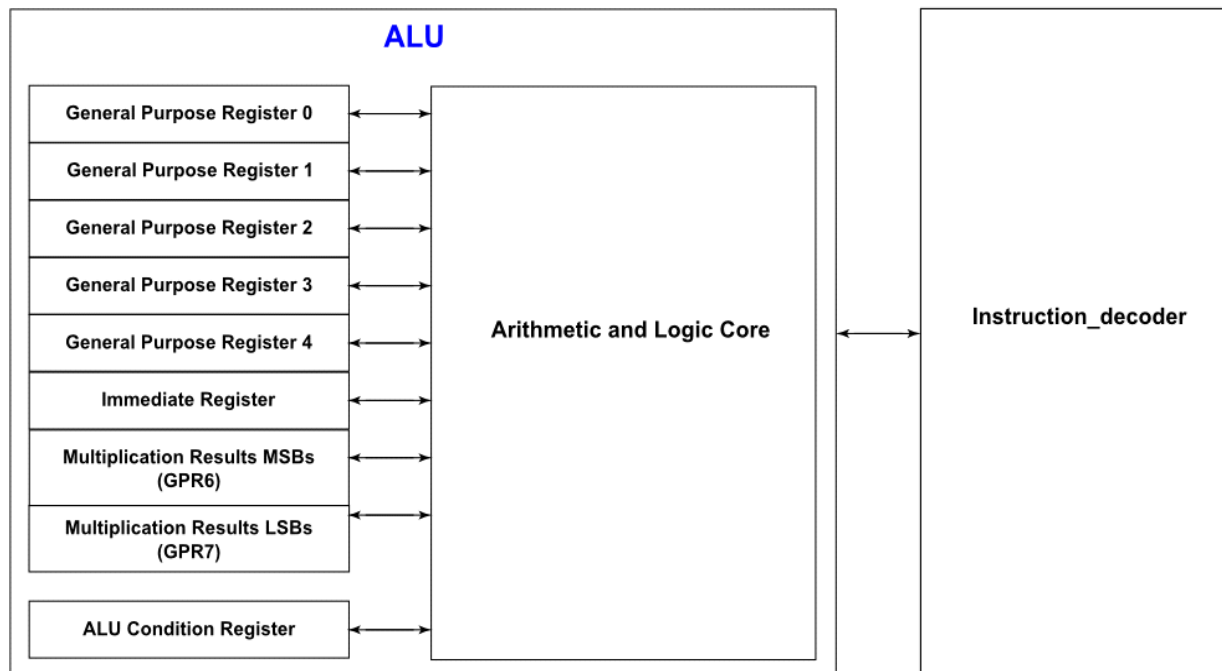 ALU
General Purpose Register 0
General Purpose Register 1
General Purpose Register 2
General Purpose Register 3
General Purpose Register 4
Immediate Register
Multiplication Results MSBs
(GPR6)
Multiplication Results LSBs
(GPR7)
ALU Condition Register
Arithmetic and Logic Core
Instruction_decoder